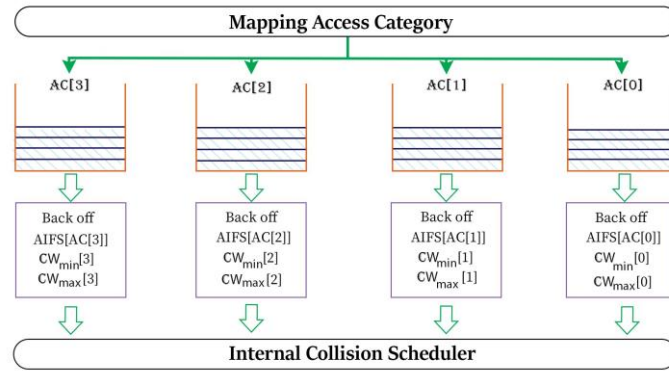 Mapping Access Category
AC[3]
AC[2]
AC[1]
AC[0]
Back off
AIFS[AC[3]]
CWmin[3]
CWmax[3]
Back off
AIFS[AC[2]]
CWmin[2]
CWmax[2]
Back off
AIFS[AC[1]]
CWmin[1]
CWmax[1]
Back off
AIFS[AC[0]]
CWmin[0]
CWmax[0]
Internal Collision Scheduler